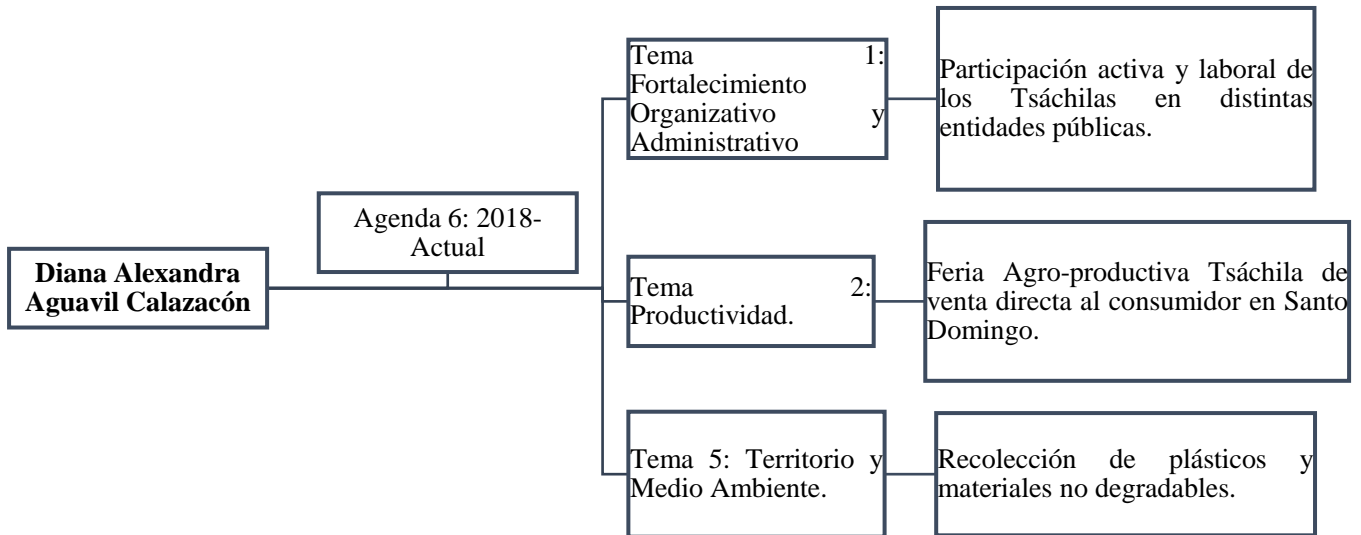 Diana Alexandra
Aguavil Calazacón
Agenda 6: 2018-
Actual
Tema 1:
Fortalecimiento
Organizativo y
Administrativo
Participación activa y laboral de
los Tsáchilas en distintas
entidades públicas.
Tema 2:
Productividad.
Feria Agro-productiva Tsáchila de
venta directa al consumidor en Santo
Domingo.
Tema 5: Territorio y
Medio Ambiente.
Recolección de plásticos y
materiales no degradables.